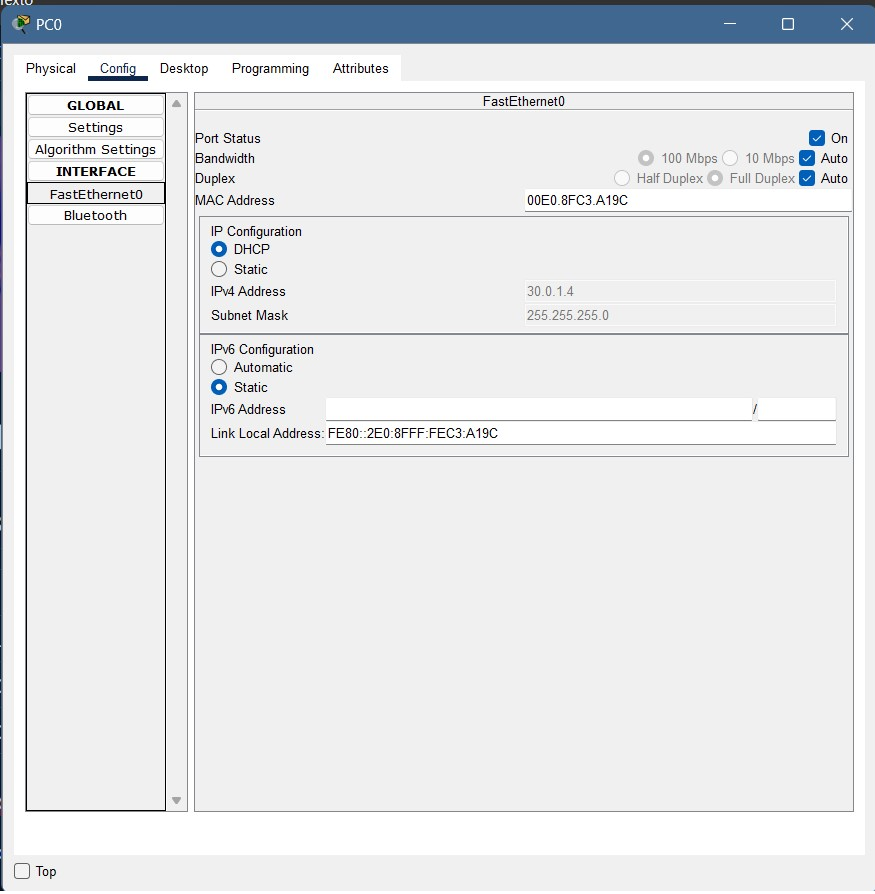 Texto
PC0
Physical Config Desktop Programming Attributes
GLOBAL
Settings
Algorithm Settings
INTERFACE
FastEthernet0
Bluetooth
FastEthernet0
Port Status On
Bandwidth 100 Mbps 10 Mbps Auto
Duplex Half Duplex Full Duplex Auto
MAC Address 00E0.8FC3.A19C
IP Configuration
DHCP
Static
IPv4 Address 30.0.1.4
Subnet Mask 255.255.255.0
IPv6 Configuration
Automatic
Static
IPv6 Address /
Link Local Address: FE80::2E0:8FFF:FEC3:A19C
Top